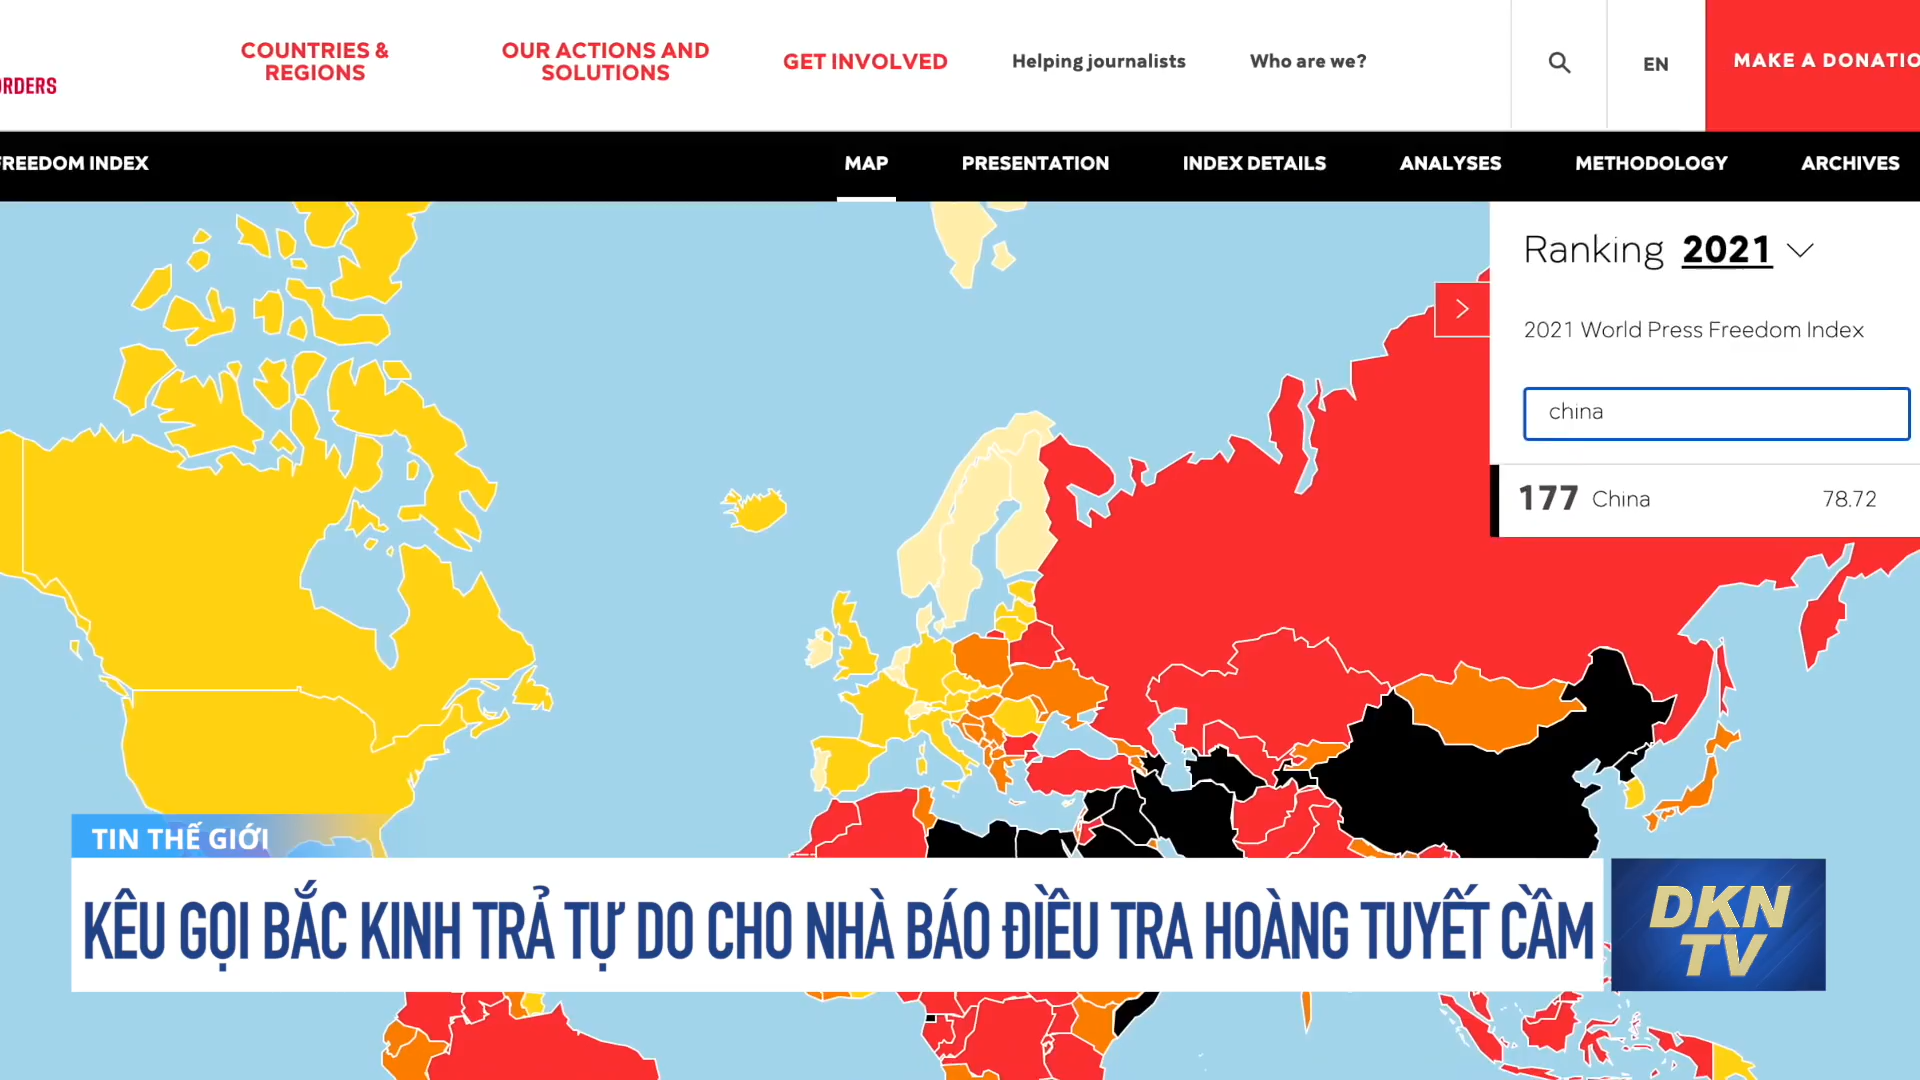 ORDERS
COUNTRIES &
REGIONS
OUR ACTIONS AND
SOLUTIONS
GET INVOLVED
Helping journalists
Who are we?
EN
MAKE A DONATIO
FREEDOM INDEX
MAP
PRESENTATION
INDEX DETAILS
ANALYSES
METHODOLOGY
ARCHIVES
Ranking 2021
2021 World Press Freedom Index
china
177 China 78.72
TIN THẾ GIỚI
KÊU GỌI BẮC KINH TRẢ TỰ DO CHO NHÀ BÁO ĐIỀU TRA HOÀNG TUYẾT CẦM
DKN
TV